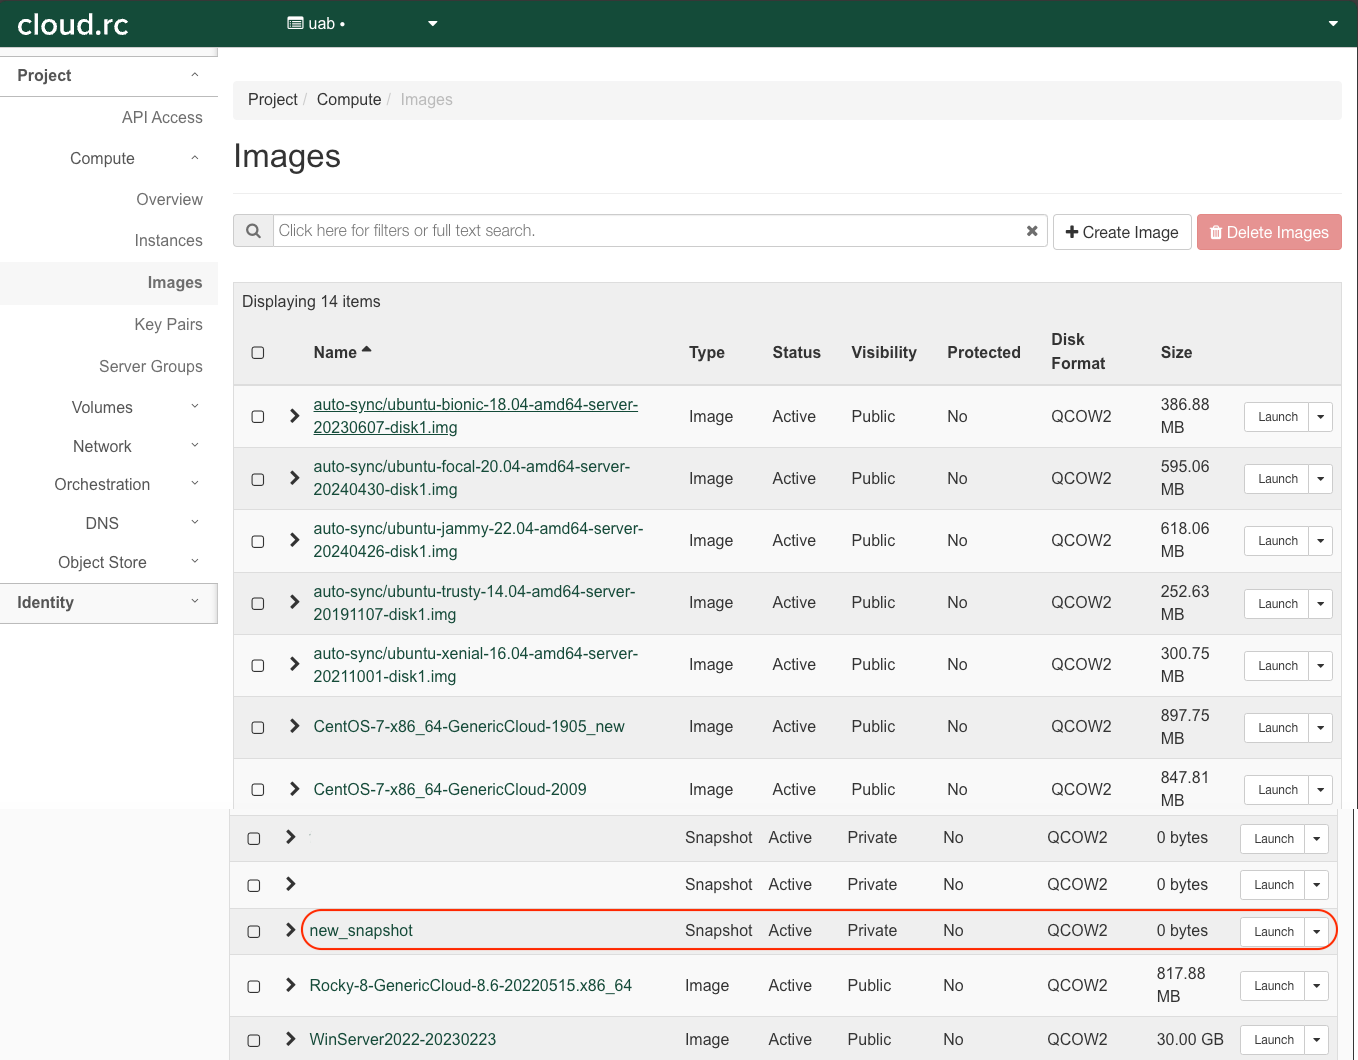 cloud.rc
uab •
Project
API Access
Compute
Overview
Instances
Images
Key Pairs
Server Groups
Volumes
Network
Orchestration
DNS
Object Store
Identity
Project / Compute / Images
Images
Click here for filters or full text search.
Create Image
Delete Images
Displaying 14 items
Name Type Status Visibility Protected Disk Format Size
auto-sync/ubuntu-bionic-18.04-amd64-server-20230607-disk1.img Image Active Public No QCOW2 386.88 MB Launch
auto-sync/ubuntu-focal-20.04-amd64-server-20240430-disk1.img Image Active Public No QCOW2 595.06 MB Launch
auto-sync/ubuntu-jammy-22.04-amd64-server-20240426-disk1.img Image Active Public No QCOW2 618.06 MB Launch
auto-sync/ubuntu-trusty-14.04-amd64-server-20191107-disk1.img Image Active Public No QCOW2 252.63 MB Launch
auto-sync/ubuntu-xenial-16.04-amd64-server-20211001-disk1.img Image Active Public No QCOW2 300.75 MB Launch
CentOS-7-x86_64-GenericCloud-1905_new Image Active Public No QCOW2 897.75 MB Launch
CentOS-7-x86_64-GenericCloud-2009 Image Active Public No QCOW2 847.81 MB Launch
Snapshot Active Private No QCOW2 0 bytes Launch
Snapshot Active Private No QCOW2 0 bytes Launch
new_snapshot Snapshot Active Private No QCOW2 0 bytes Launch
Rocky-8-GenericCloud-8.6-20220515.x86_64 Image Active Public No QCOW2 817.88 MB Launch
WinServer2022-20230223 Image Active Public No QCOW2 30.00 GB Launch